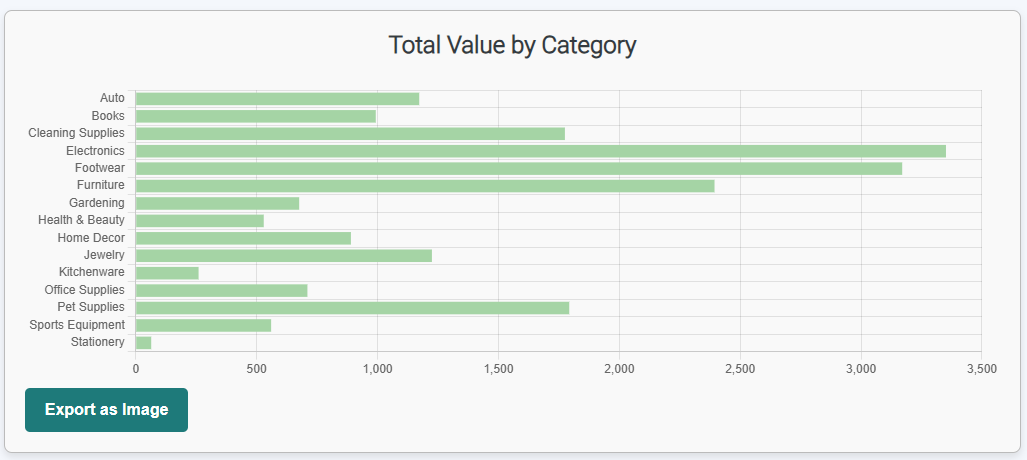 Total Value by Category
Auto
Books
Cleaning Supplies
Electronics
Footwear
Furniture
Gardening
Health & Beauty
Home Decor
Jewelry
Kitchenware
Office Supplies
Pet Supplies
Sports Equipment
Stationery
0 500 1,000 1,500 2,000 2,500 3,000 3,500
Export as Image